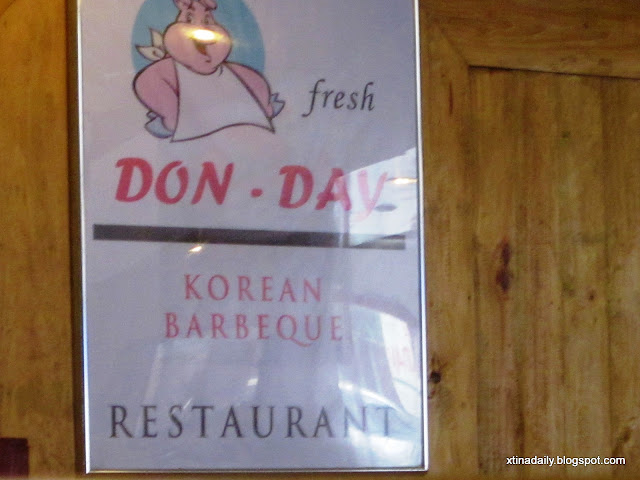 fresh
DON - DAY
KOREAN
BARBEQUE
RESTAURANT
xtinadaily.blogspot.com